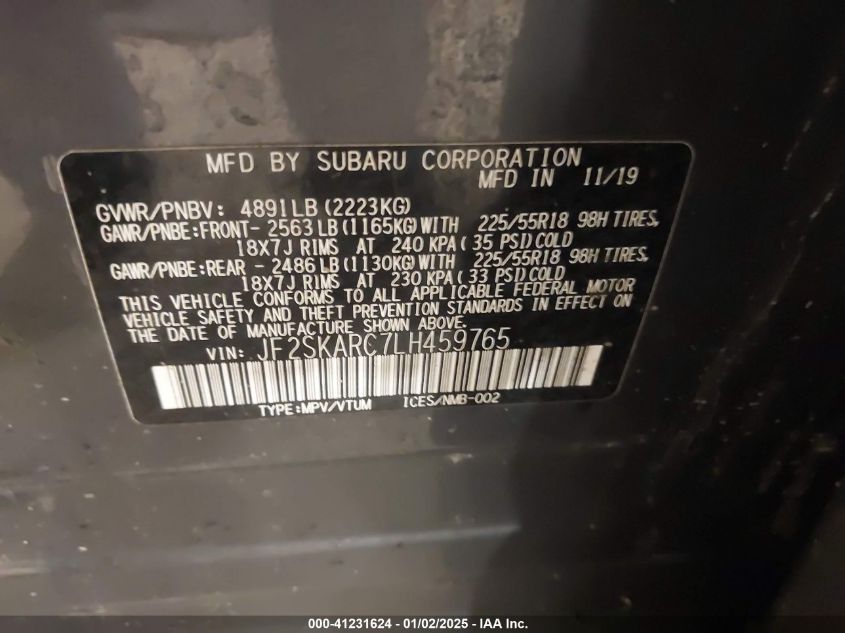 MFD BY SUBARU CORPORATION
MFD IN 11/19
GVWR/PNBV: 4891LB (2223KG)
GAWR/PNBE:FRONT- 2563 LB (1165KG) WITH 225/55R18 98H TIRES,
18X7J RIMS AT 240 KPA ( 35 PSI) COLD
GAWR/PNBE:REAR - 2486 LB (1130KG) WITH 225/55R18 98H TIRES,
18X7J RIMS AT 230 KPA ( 33 PSI) COLD
THIS VEHICLE CONFORMS TO ALL APPLICABLE FEDERAL MOTOR
VEHICLE SAFETY AND THEFT PREVENTION STANDARDS IN EFFECT ON
THE DATE OF MANUFACTURE SHOWN ABOVE.
VIN: JF2SKARC7LH459765
TYPE:MPV/VTUM ICES/NMB-002
000-41231624 | 01/02/2025 - IAA Inc.